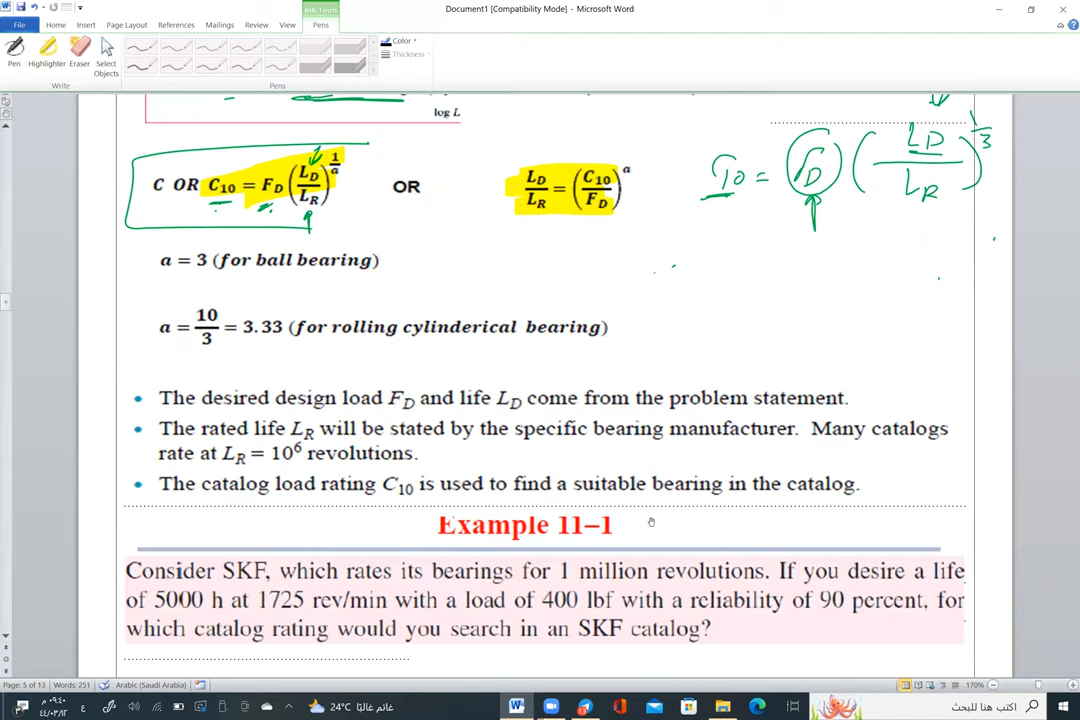 Document1 [Compatibility Mode] - Microsoft Word
Ink Tools
File Home Insert Page Layout References Mailings Review View Pens
Pen Highlighter Eraser Select Objects
Color
Thickness
Write
Pens
log L
C OR C10 = FD (LD/LR)^1/a OR LD/LR = (C10/FD)^a
C10 = FD (LD/LR)^1/3
a = 3 (for ball bearing)
a = 10/3 = 3.33 (for rolling cylinderical bearing)
• The desired design load FD and life LD come from the problem statement.
• The rated life LR will be stated by the specific bearing manufacturer. Many catalogs
rate at LR = 10^6 revolutions.
• The catalog load rating C10 is used to find a suitable bearing in the catalog.
Example 11–1
Consider SKF, which rates its bearings for 1 million revolutions. If you desire a life
of 5000 h at 1725 rev/min with a load of 400 lbf with a reliability of 90 percent, for
which catalog rating would you search in an SKF catalog?
Page: 5 of 13 Words: 251 Arabic (Saudi Arabia) 170%
٠٩:٤٠ م
٤٤/٠٣/١٢
ع
24°C غائم غالبًا
اكتب هنا للبحث